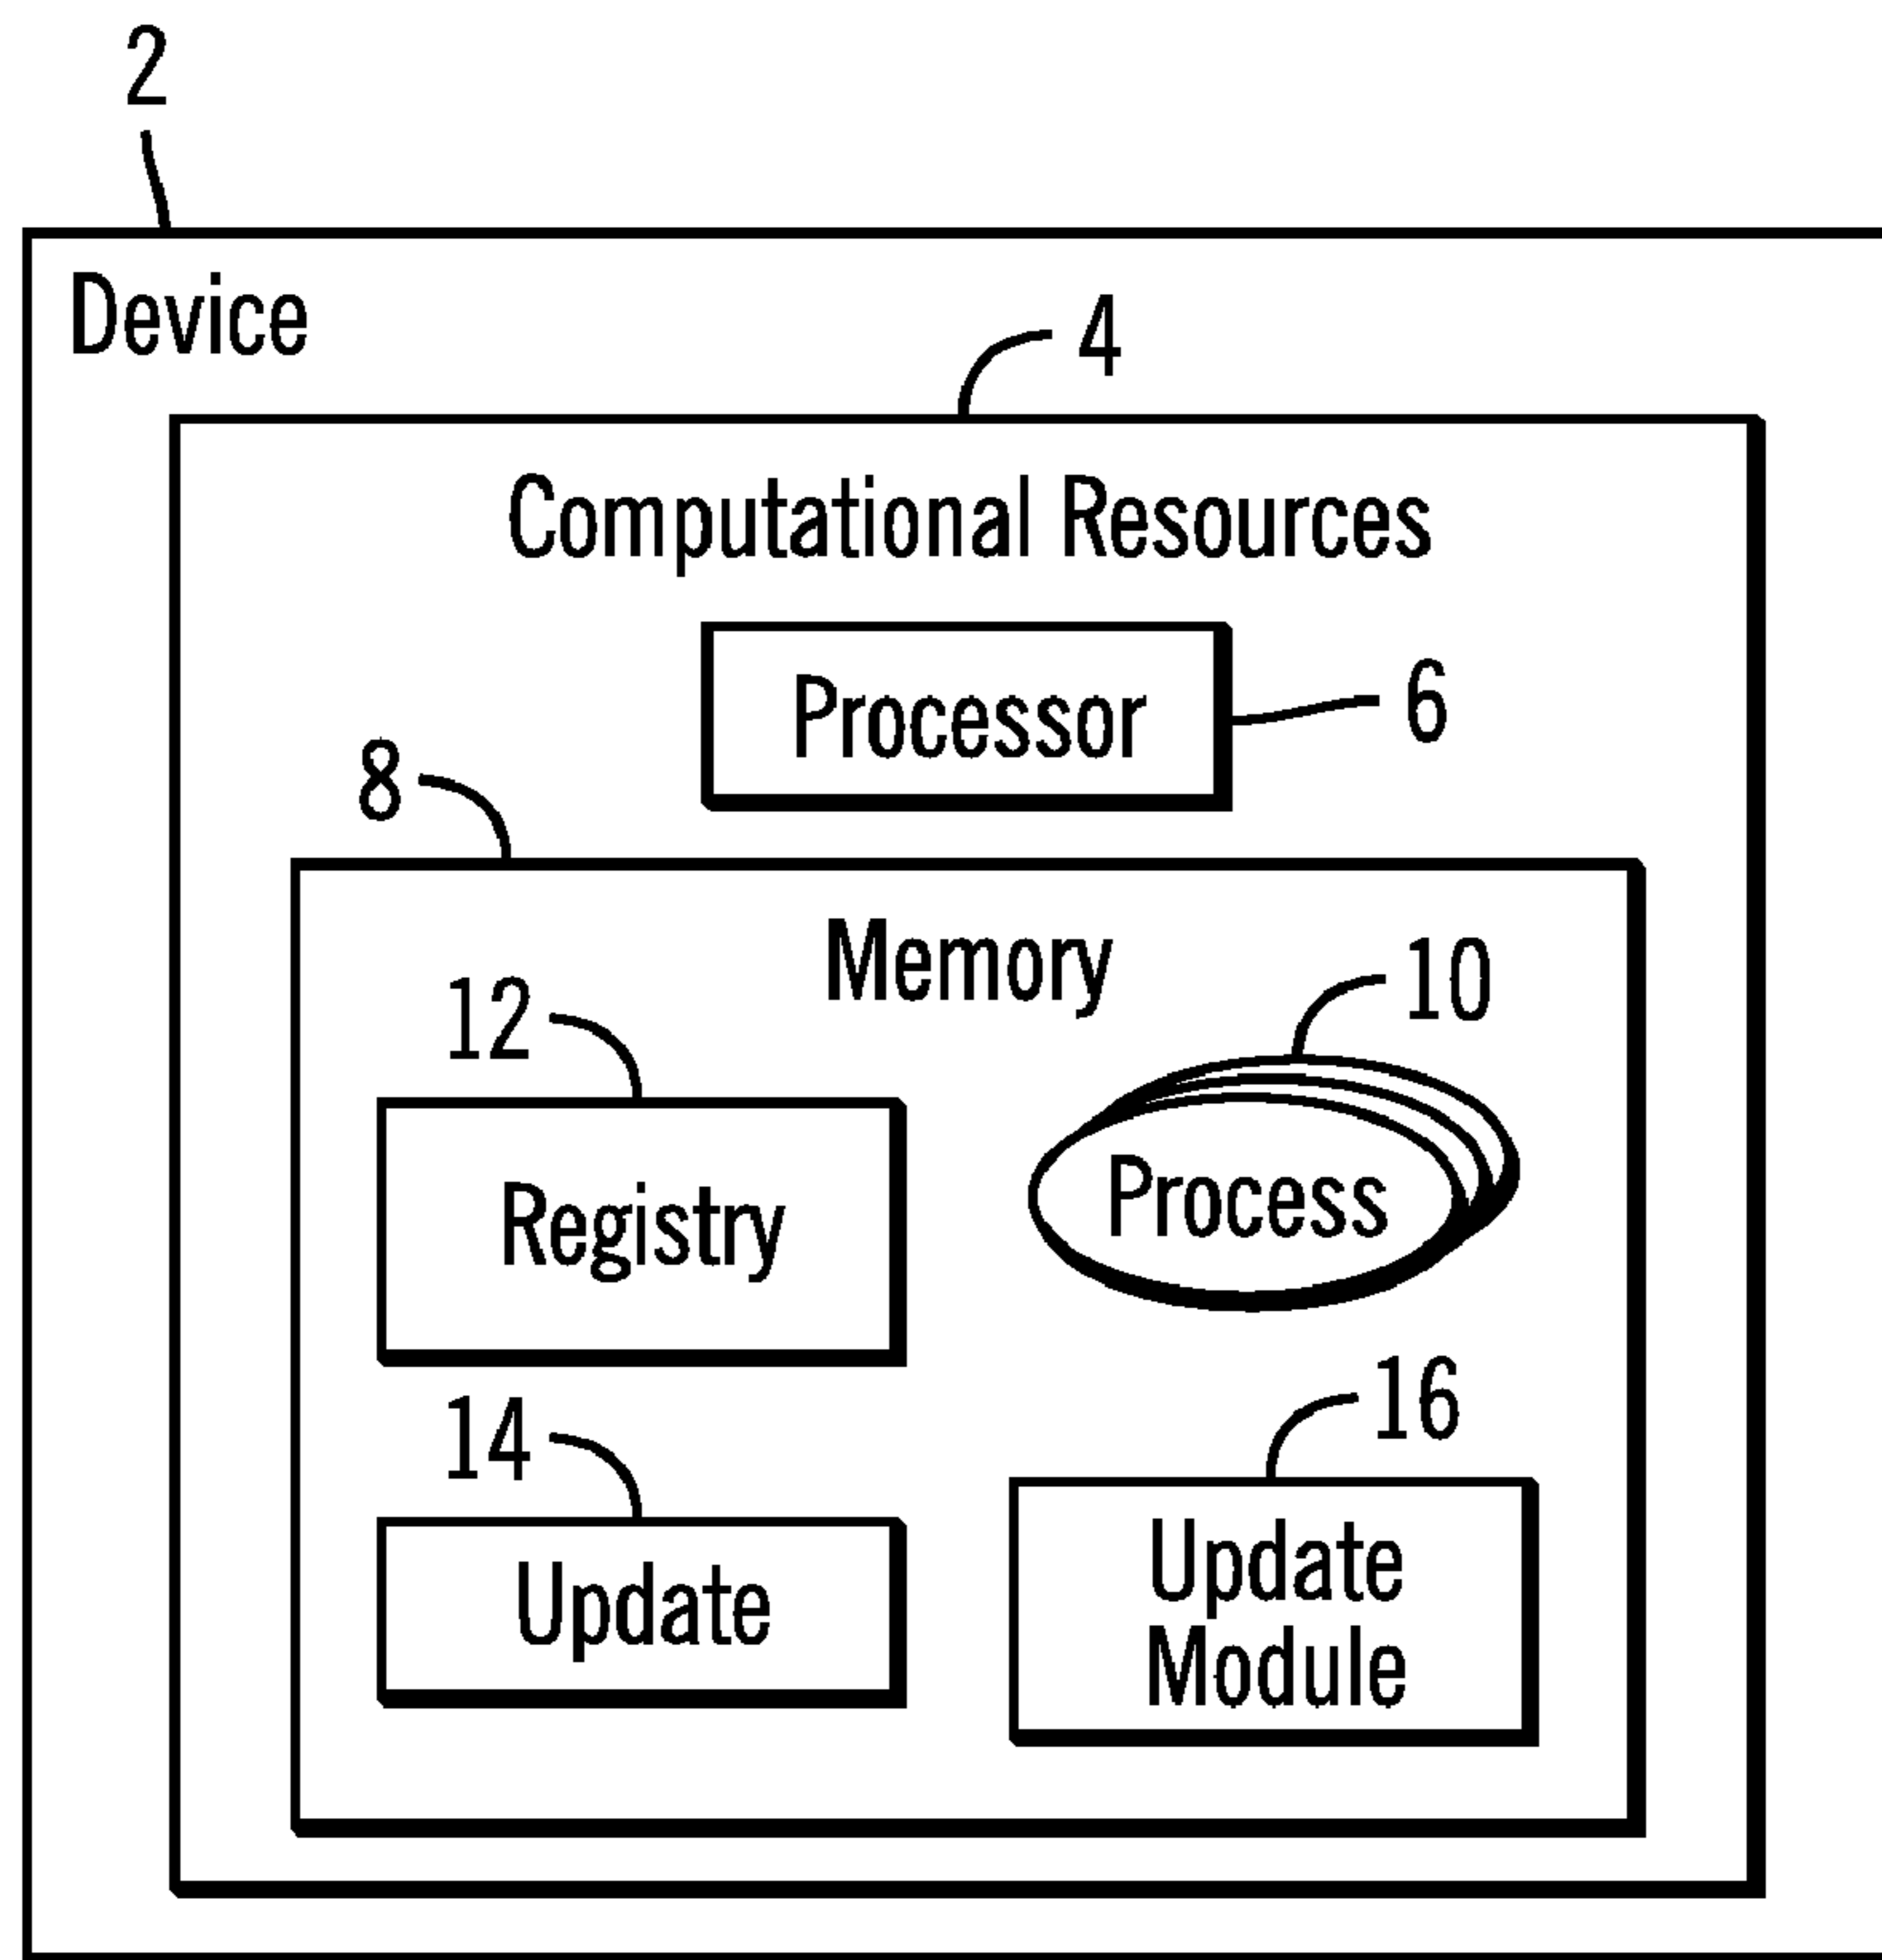 2
Device
4
Computational Resources
Processor
6
8
Memory
10
12
Process
Registry
16
14
Update
Module
Update